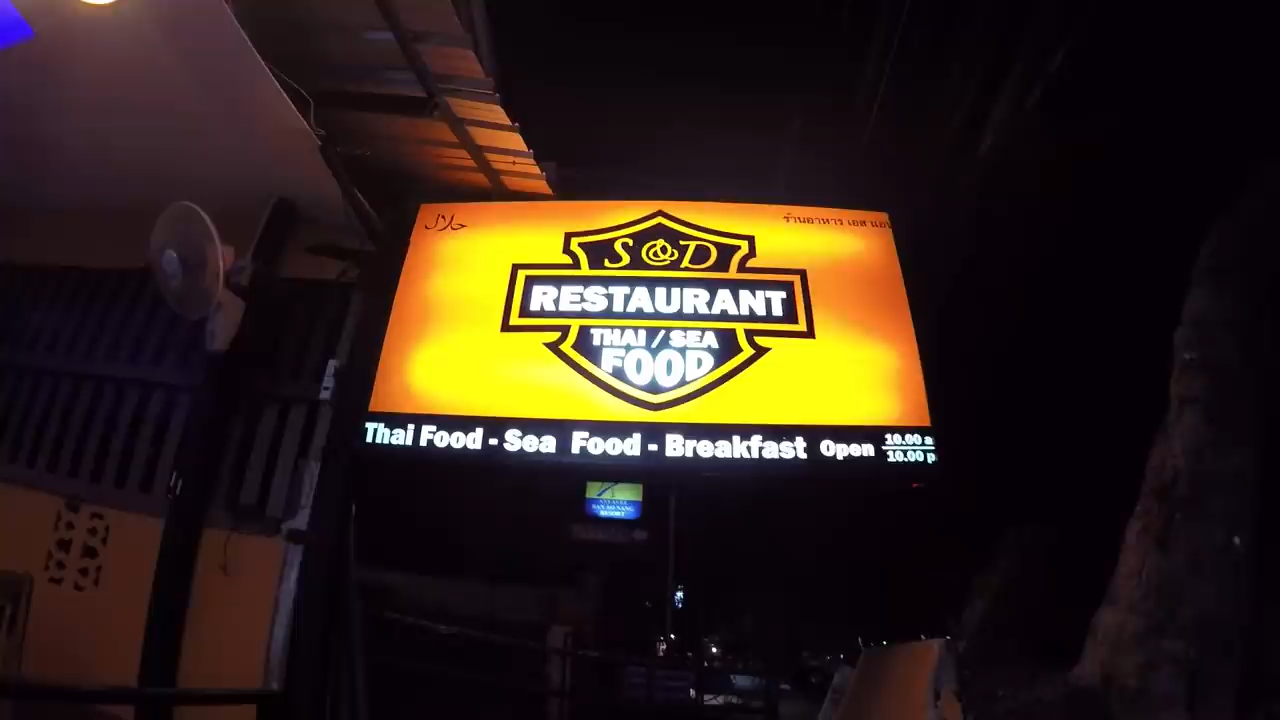 حلال
ร้านอาหาร เอส แอน
S&D
RESTAURANT
THAI / SEA
FOOD
Thai Food - Sea Food - Breakfast Open 10.00 a
10.00 p
RESORT